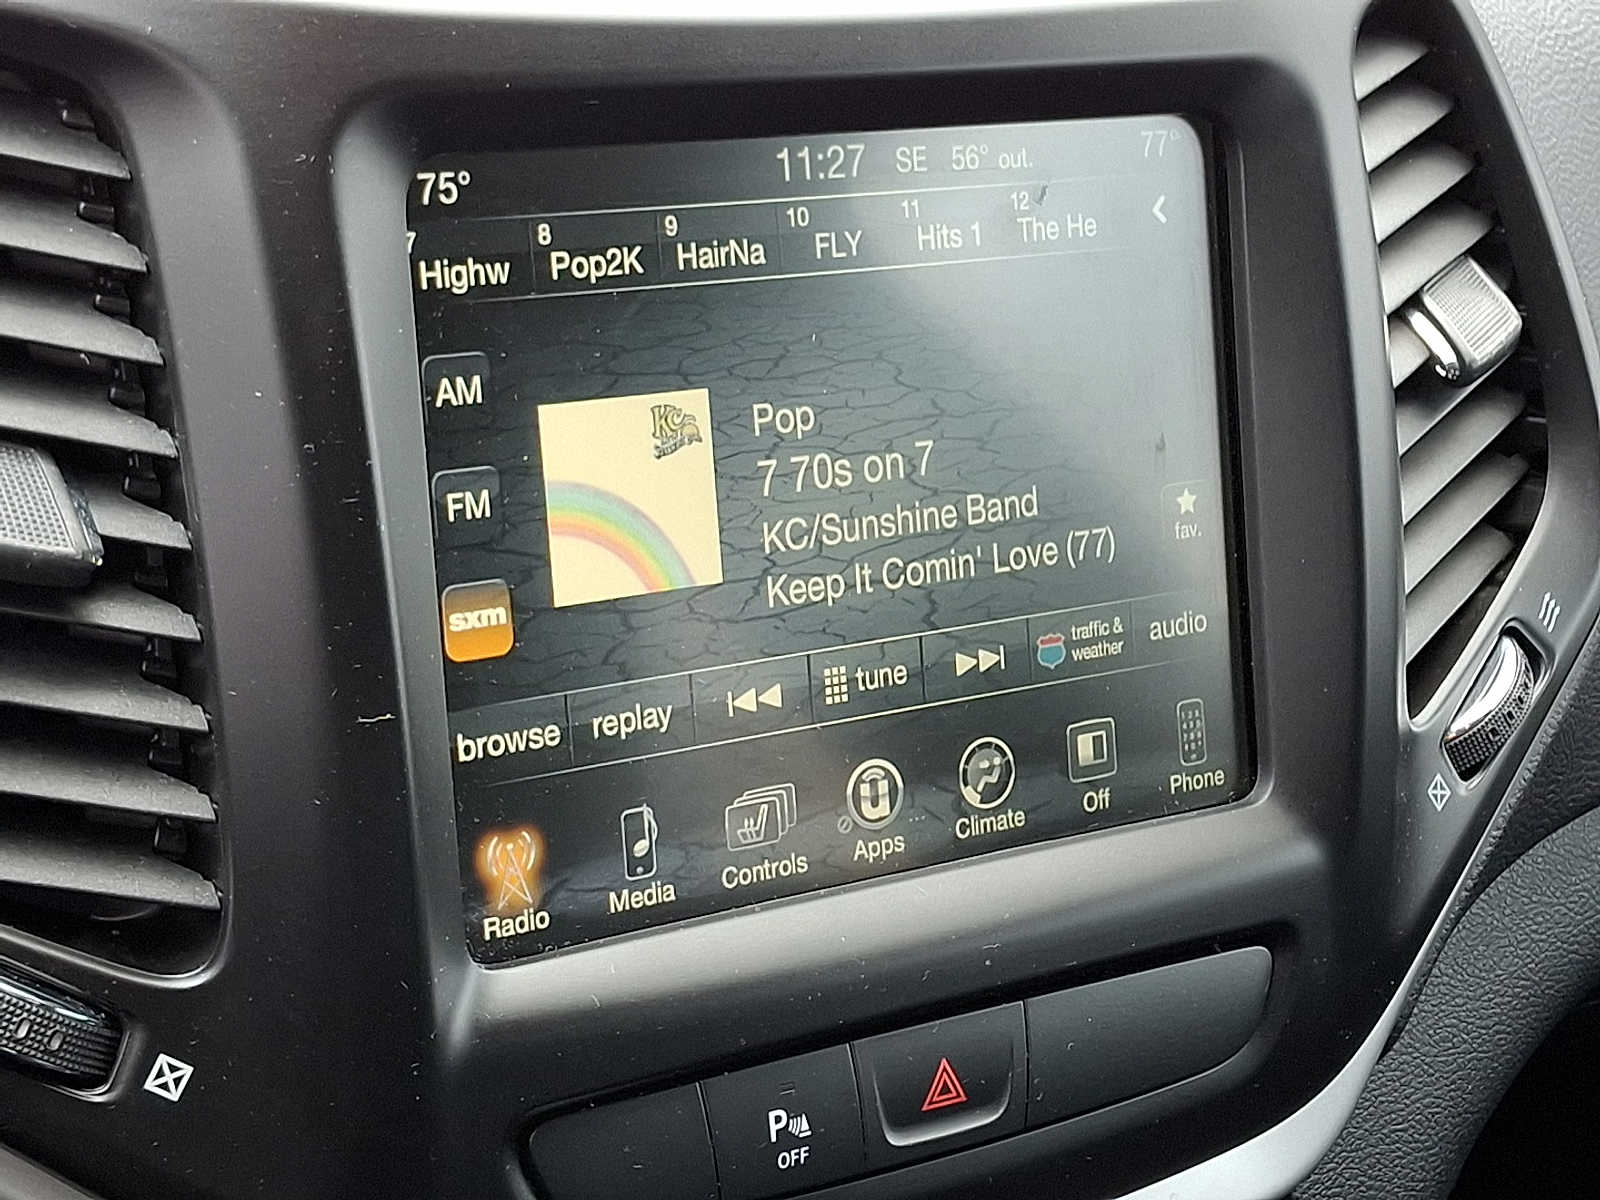 75° 11:27 SE 56° out. 77°
7 8 9 10 11 12
Highw Pop2K HairNa FLY Hits 1 The He
AM
FM
sxm
KC
Pop
7 70s on 7
KC/Sunshine Band
Keep It Comin' Love (77)
fav.
browse replay tune traffic & weather audio
Radio Media Controls Apps Climate Off Phone
P
OFF